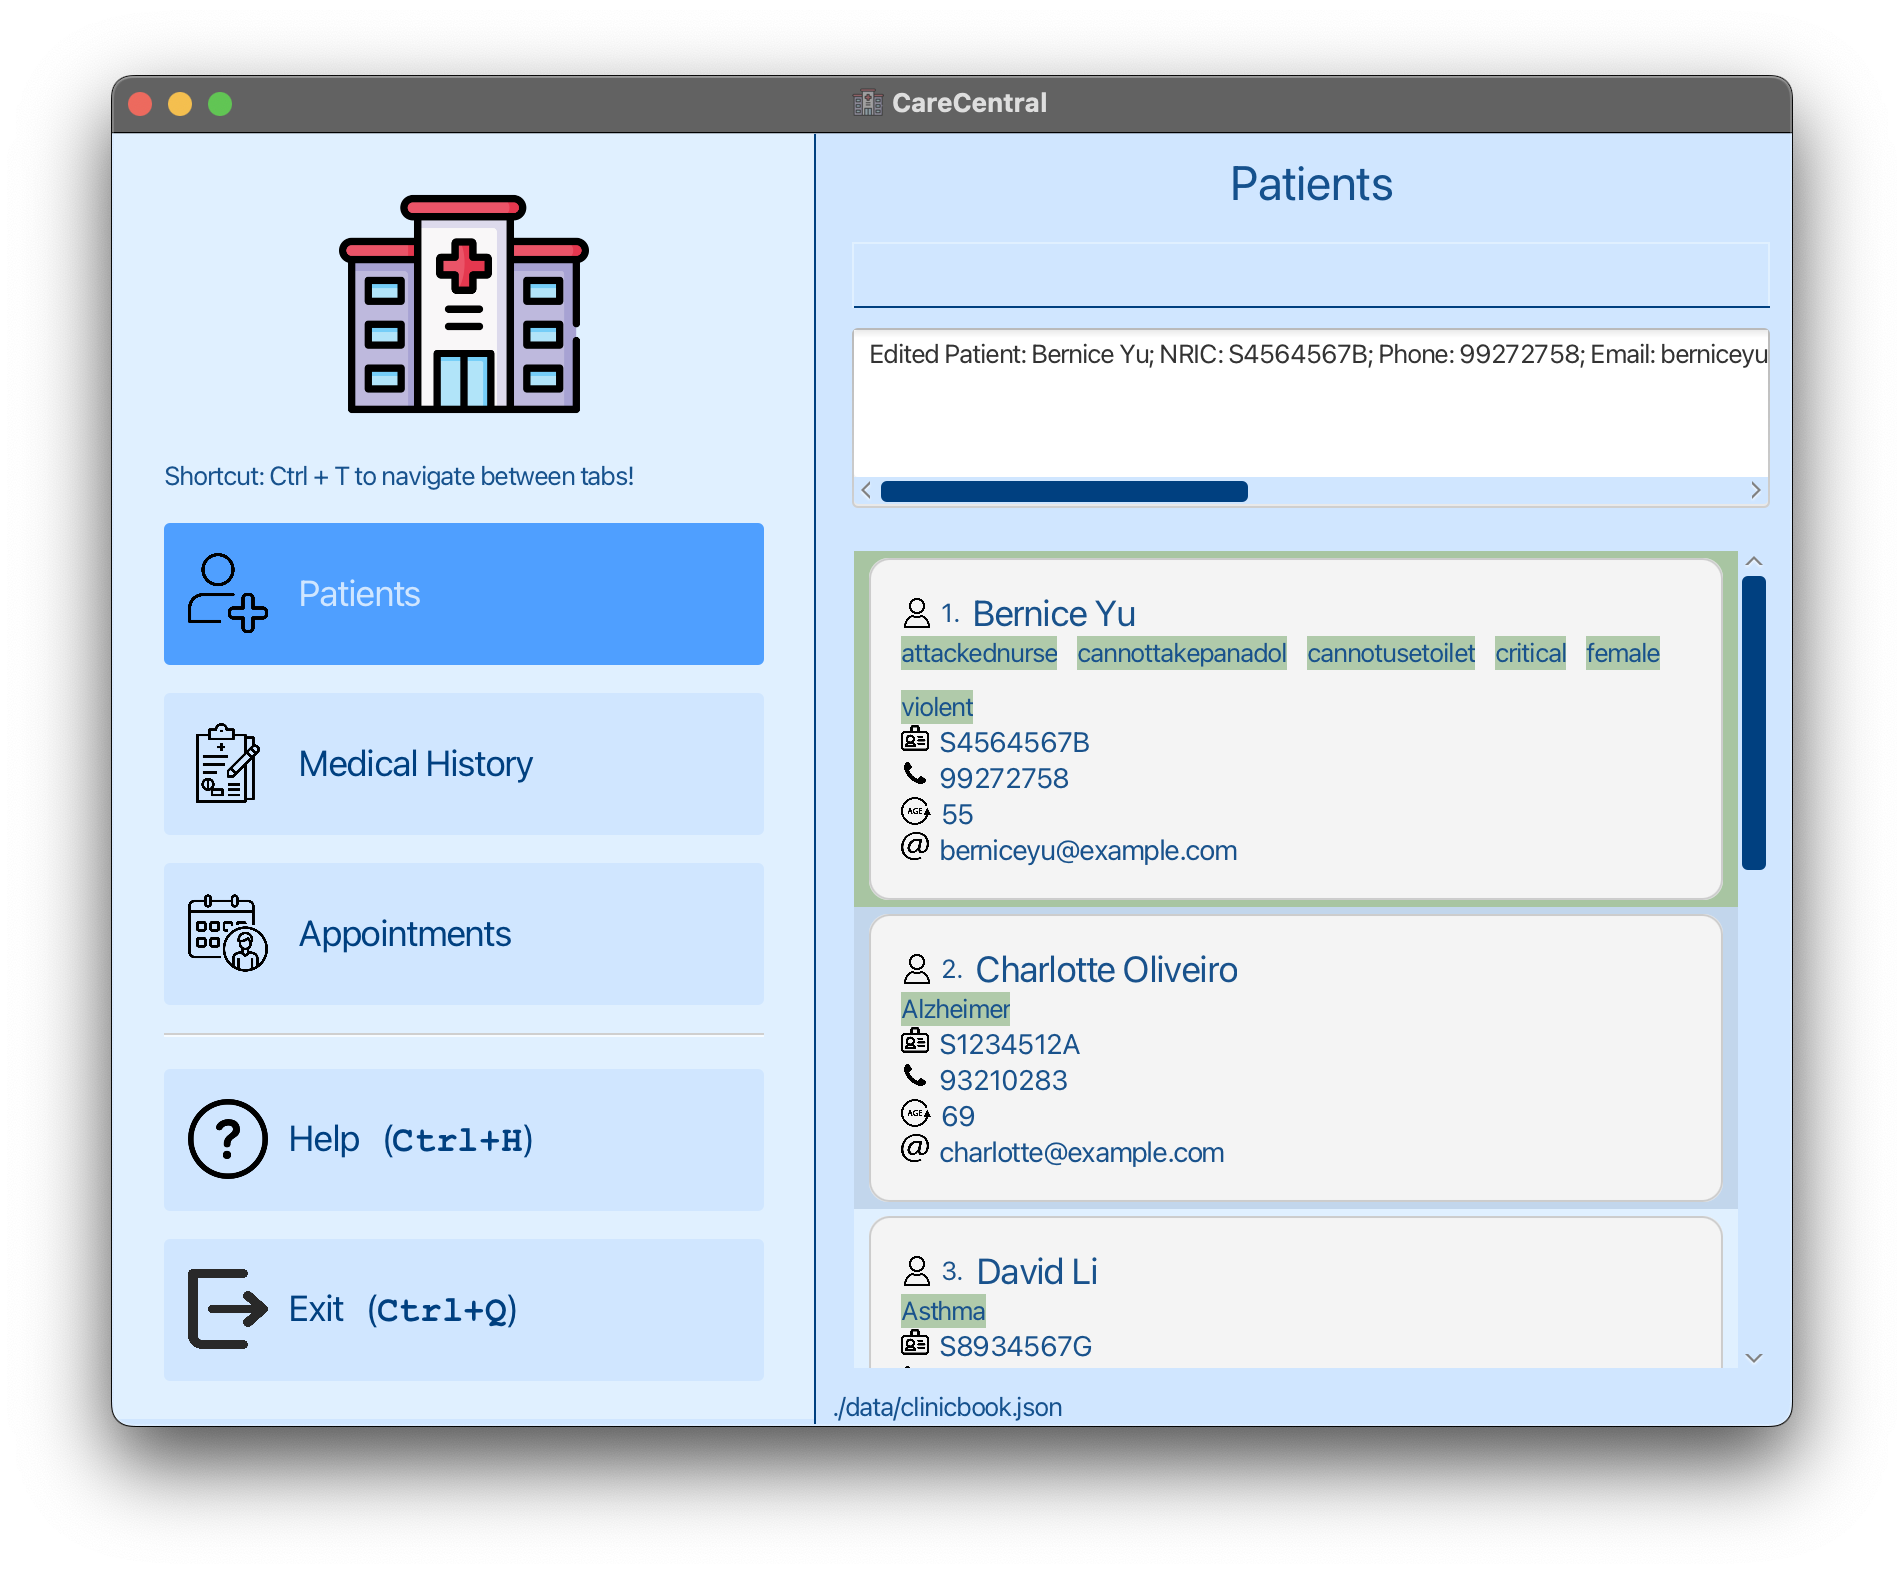 CareCentral
Shortcut: Ctrl + T to navigate between tabs!
Patients
Medical History
Appointments
Help (Ctrl+H)
Exit (Ctrl+Q)
Patients
Edited Patient: Bernice Yu; NRIC: S4564567B; Phone: 99272758; Email: berniceyu
1. Bernice Yu
attackednurse cannottakepanadol cannotusetoilet critical female
violent
S4564567B
99272758
AGE 55
@ berniceyu@example.com
2. Charlotte Oliveiro
Alzheimer
S1234512A
93210283
AGE 69
@ charlotte@example.com
3. David Li
Asthma
S8934567G
./data/clinicbook.json